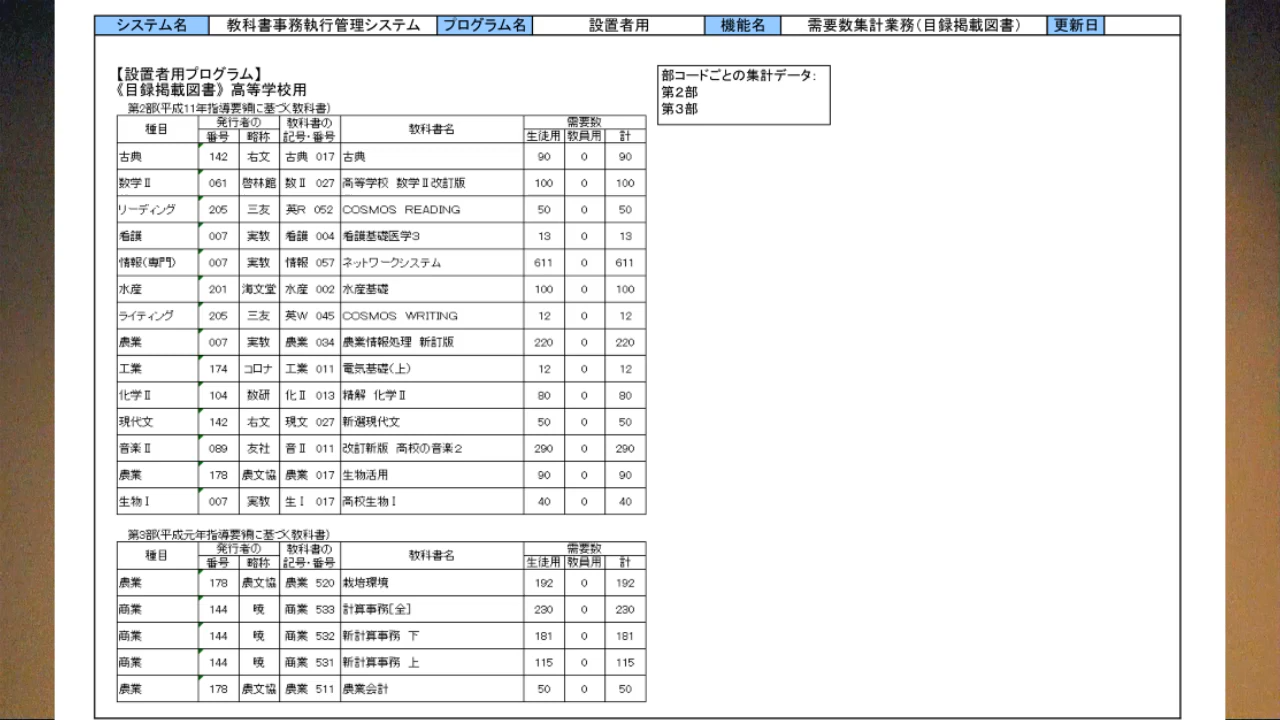 システム名 教科書事務執行管理システム プログラム名 設置者用 機能名 需要数集計業務(目録掲載図書) 更新日
【設置者用プログラム】
《目録掲載図書》高等学校用
部コードごとの集計データ:
第2部
第3部
第2部(平成11年指導要領に基づく教科書)
種目 発行者の 教科書の 教科書名 需要数
番号 略称 記号・番号 生徒用 教員用 計
古典 142 右文 古典 017 古典 90 0 90
数学Ⅱ 061 啓林館 数Ⅱ 027 高等学校 数学Ⅱ改訂版 100 0 100
リーディング 205 三友 英R 052 COSMOS READING 50 0 50
看護 007 実教 看護 004 看護基礎医学3 13 0 13
情報(専門) 007 実教 情報 057 ネットワークシステム 611 0 611
水産 201 海文堂 水産 002 水産基礎 100 0 100
ライティング 205 三友 英W 045 COSMOS WRITING 12 0 12
農業 007 実教 農業 034 農業情報処理 新訂版 220 0 220
工業 174 コロナ 工業 011 電気基礎(上) 12 0 12
化学Ⅱ 104 数研 化Ⅱ 013 精解 化学Ⅱ 80 0 80
現代文 142 右文 現文 027 新選現代文 50 0 50
音楽Ⅱ 089 友社 音Ⅱ 011 改訂新版 高校の音楽2 290 0 290
農業 178 農文協 農業 017 生物活用 90 0 90
生物Ⅰ 007 実教 生Ⅰ 017 高校生物Ⅰ 40 0 40
第3部(平成元年指導要領に基づく教科書)
種目 発行者の 教科書の 教科書名 需要数
番号 略称 記号・番号 生徒用 教員用 計
農業 178 農文協 農業 520 栽培環境 192 0 192
商業 144 暁 商業 533 計算事務[全] 230 0 230
商業 144 暁 商業 532 新計算事務 下 181 0 181
商業 144 暁 商業 531 新計算事務 上 115 0 115
農業 178 農文協 農業 511 農業会計 50 0 50